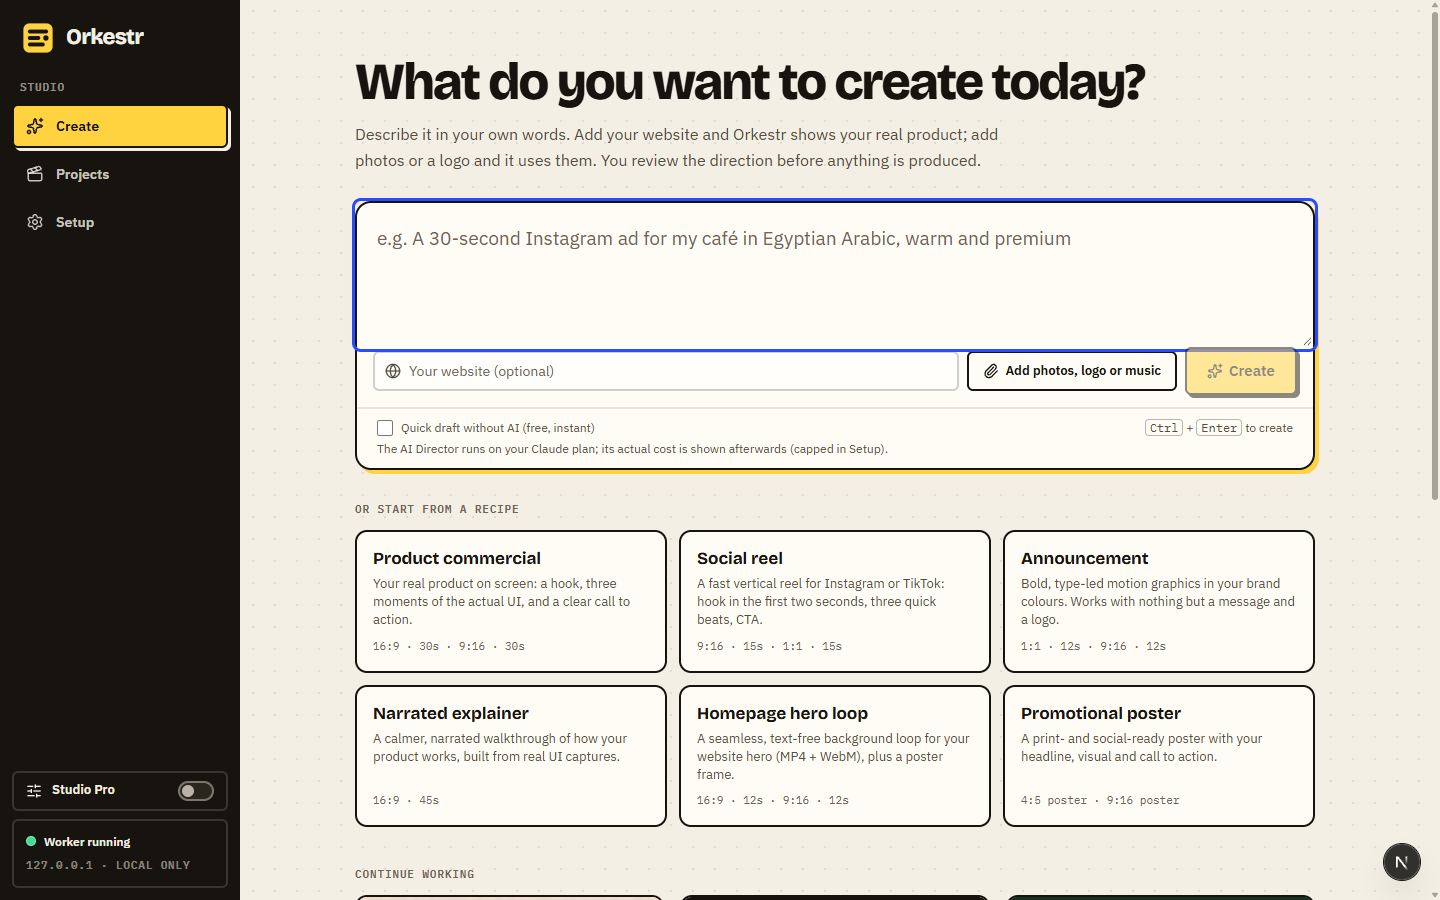 Orkestr
STUDIO
Create
Projects
Setup
Studio Pro
Worker running
127.0.0.1 · LOCAL ONLY
What do you want to create today?
Describe it in your own words. Add your website and Orkestr shows your real product; add
photos or a logo and it uses them. You review the direction before anything is produced.
e.g. A 30-second Instagram ad for my café in Egyptian Arabic, warm and premium
Your website (optional)
Add photos, logo or music
Create
Quick draft without AI (free, instant)
Ctrl + Enter to create
The AI Director runs on your Claude plan; its actual cost is shown afterwards (capped in Setup).
OR START FROM A RECIPE
Product commercial
Your real product on screen: a hook, three
moments of the actual UI, and a clear call to
action.
16:9 · 30s · 9:16 · 30s
Social reel
A fast vertical reel for Instagram or TikTok:
hook in the first two seconds, three quick
beats, CTA.
9:16 · 15s · 1:1 · 15s
Announcement
Bold, type-led motion graphics in your brand
colours. Works with nothing but a message and
a logo.
1:1 · 12s · 9:16 · 12s
Narrated explainer
A calmer, narrated walkthrough of how your
product works, built from real UI captures.
16:9 · 45s
Homepage hero loop
A seamless, text-free background loop for your
website hero (MP4 + WebM), plus a poster
frame.
16:9 · 12s · 9:16 · 12s
Promotional poster
A print- and social-ready poster with your
headline, visual and call to action.
4:5 poster · 9:16 poster
CONTINUE WORKING
N